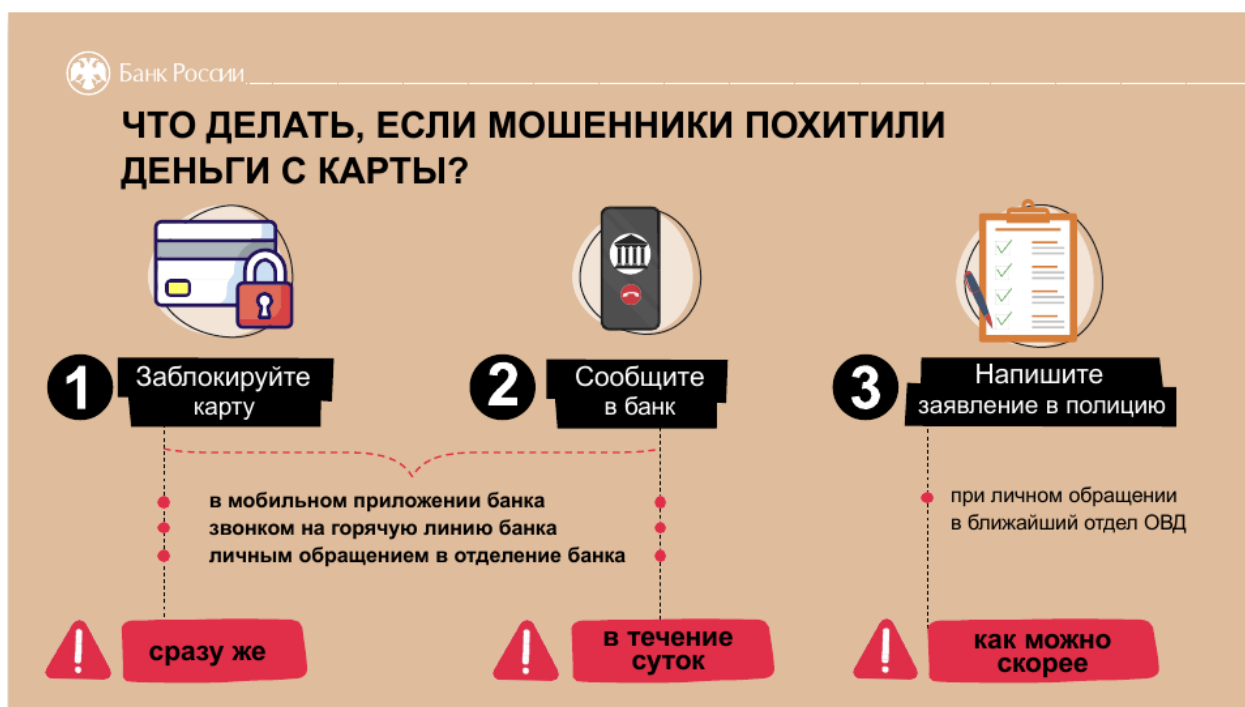 Банк России
ЧТО ДЕЛАТЬ, ЕСЛИ МОШЕННИКИ ПОХИТИЛИ
ДЕНЬГИ С КАРТЫ?
1
Заблокируйте
карту
2
Сообщите
в банк
3
Напишите
заявление в полицию
в мобильном приложении банка
звонком на горячую линию банка
личным обращением в отделение банка
при личном обращении
в ближайший отдел ОВД
сразу же
в течение
суток
как можно
скорее